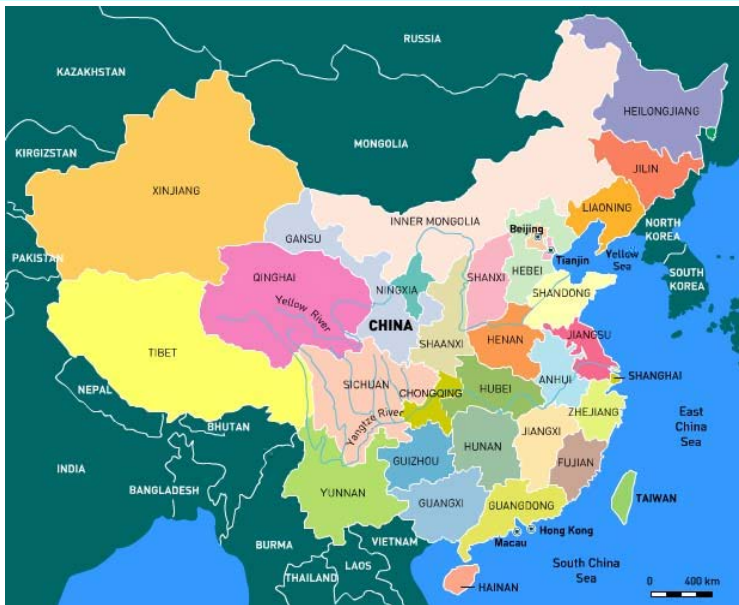 RUSSIA
KAZAKHSTAN
HEILONGJIANG
MONGOLIA
KIRGIZSTAN
JILIN
XINJIANG
LIAONING
INNER MONGOLIA
NORTH
KOREA
GANSU
Beijing
Tianjin
Yellow
Sea
PAKISTAN
QINGHAI
HEBEI
SHANXI
SOUTH
KOREA
NINGXIA
SHANDONG
Yellow River
CHINA
JIANGSU
HENAN
TIBET
SHAANXI
SHANGHAI
ANHUI
SICHUAN
CHONGQING
HUBEI
NEPAL
ZHEJIANG
East
China
Sea
Yangtze River
BHUTAN
JIANGXI
HUNAN
GUIZHOU
FUJIAN
INDIA
BANGLADESH
YUNNAN
TAIWAN
GUANGXI
GUANGDONG
Hong Kong
Macau
BURMA
VIETNAM
LAOS
South China
Sea
THAILAND
HAINAN
0 400 km